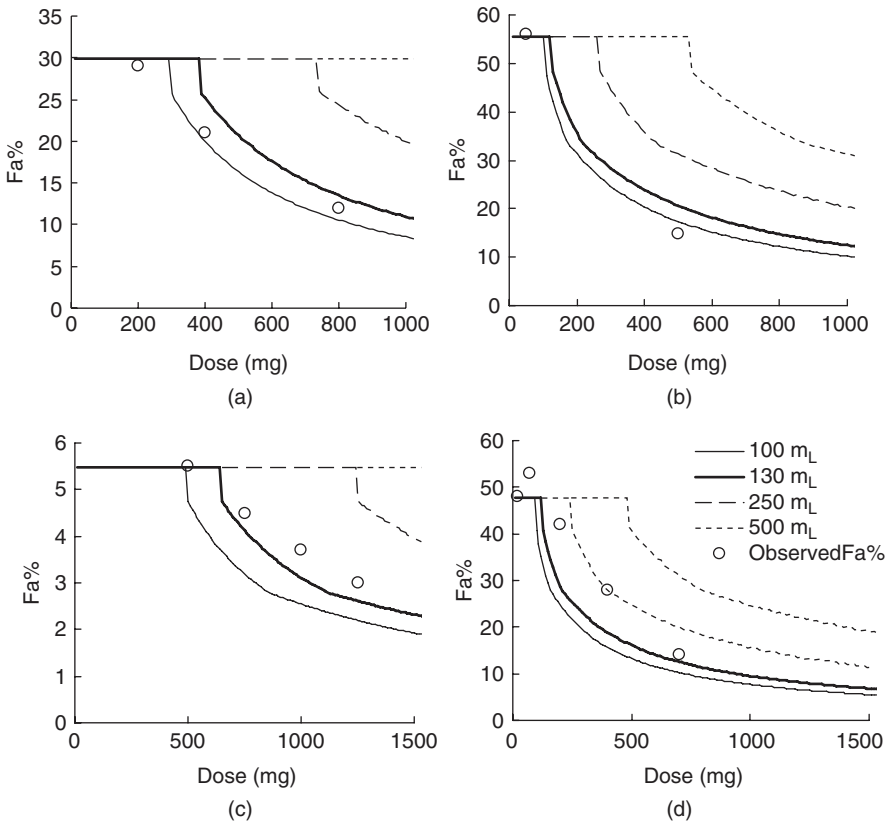 35
30
25
20
15
10
5
0
Fa%
0 200 400 600 800 1000
Dose (mg)
(a)
60
50
40
30
20
10
0
Fa%
0 200 400 600 800 1000
Dose (mg)
(b)
6
5
4
3
2
1
0
Fa%
0 500 1000 1500
Dose (mg)
(c)
60
50
40
30
20
10
0
Fa%
0 500 1000 1500
Dose (mg)
(d)
100 mL
130 mL
250 mL
500 mL
ObservedFa%